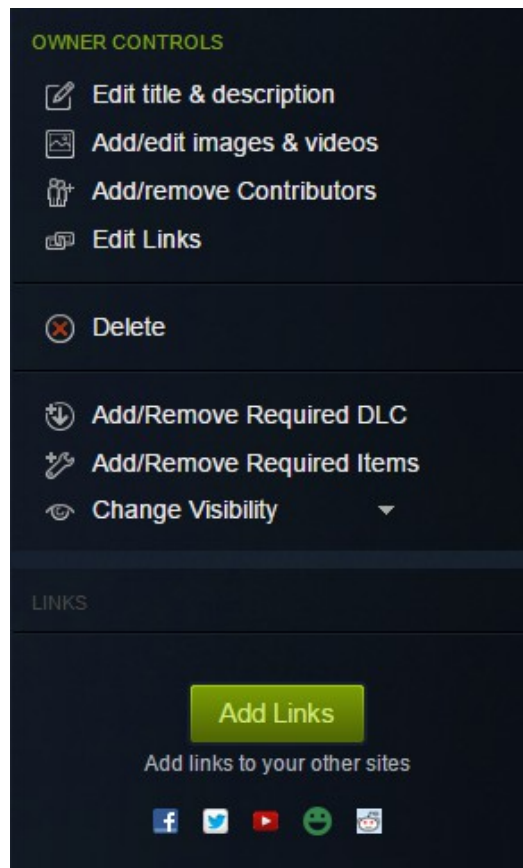 OWNER CONTROLS
Edit title & description
Add/edit images & videos
Add/remove Contributors
Edit Links
Delete
Add/Remove Required DLC
Add/Remove Required Items
Change Visibility
LINKS
Add Links
Add links to your other sites